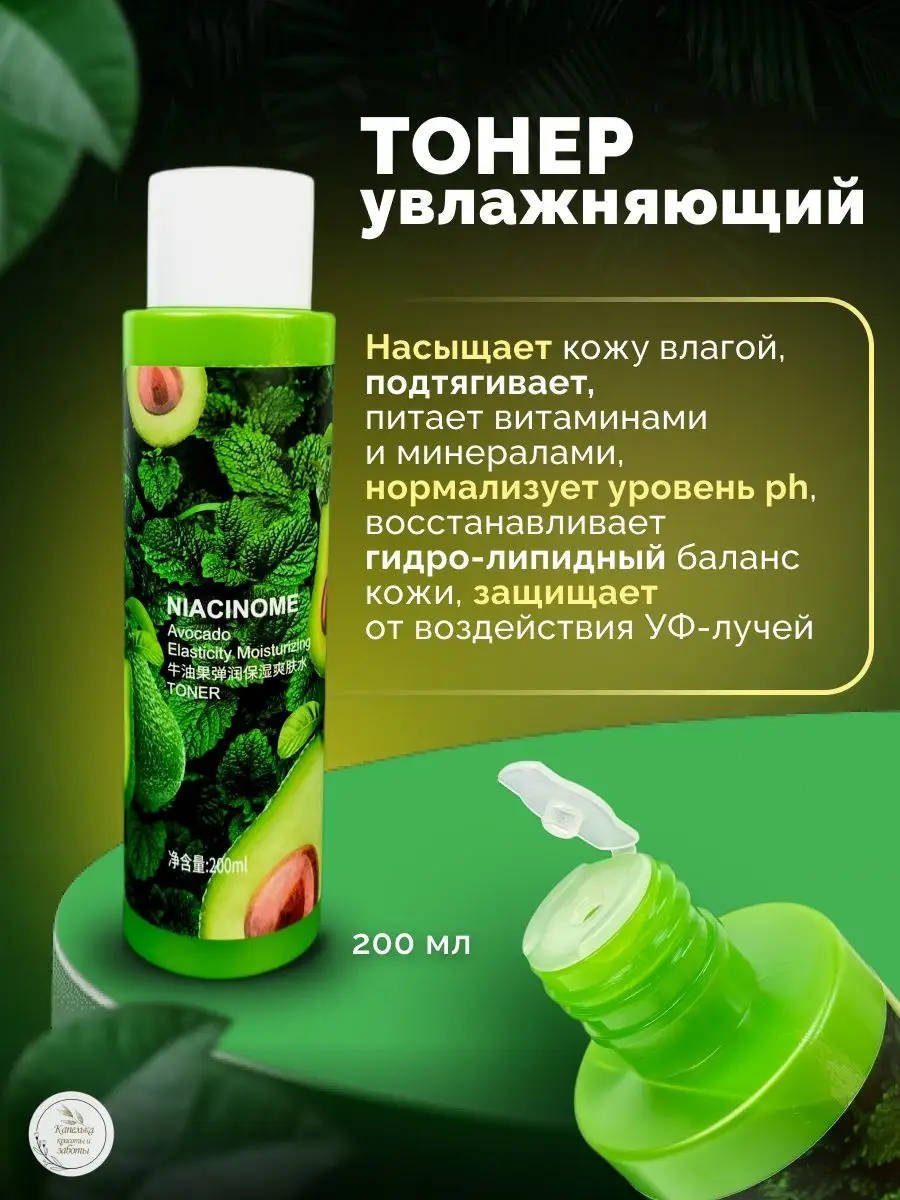 ТОНЕР
увлажняющий
Насыщает кожу влагой,
подтягивает,
питает витаминами
и минералами,
нормализует уровень ph,
восстанавливает
гидро-липидный баланс
кожи, защищает
от воздействия УФ-лучей
NIACINOME
Avocado
Elasticity Moisturizing
牛油果弹润保湿爽肤水
TONER
净含量:200ml
200 мл
Капелька
красоты и
заботы